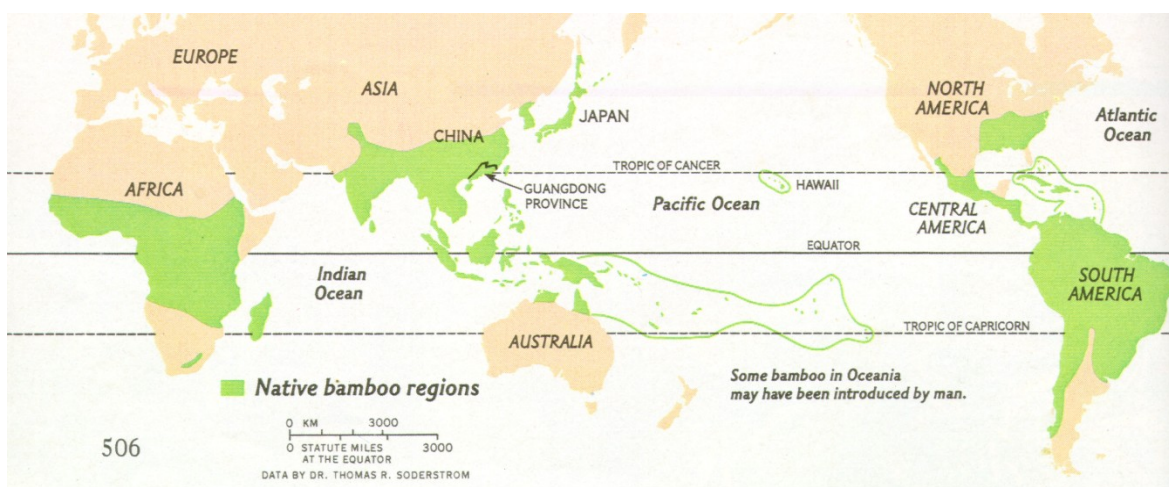 EUROPE
ASIA
NORTH
AMERICA
Atlantic
Ocean
JAPAN
CHINA
TROPIC OF CANCER
AFRICA
GUANGDONG
PROVINCE
HAWAII
Pacific Ocean
CENTRAL
AMERICA
EQUATOR
Indian
Ocean
SOUTH
AMERICA
TROPIC OF CAPRICORN
AUSTRALIA
Native bamboo regions
Some bamboo in Oceania
may have been introduced by man.
0 KM 3000
0 STATUTE MILES 3000
AT THE EQUATOR
506
DATA BY DR. THOMAS R. SODERSTROM